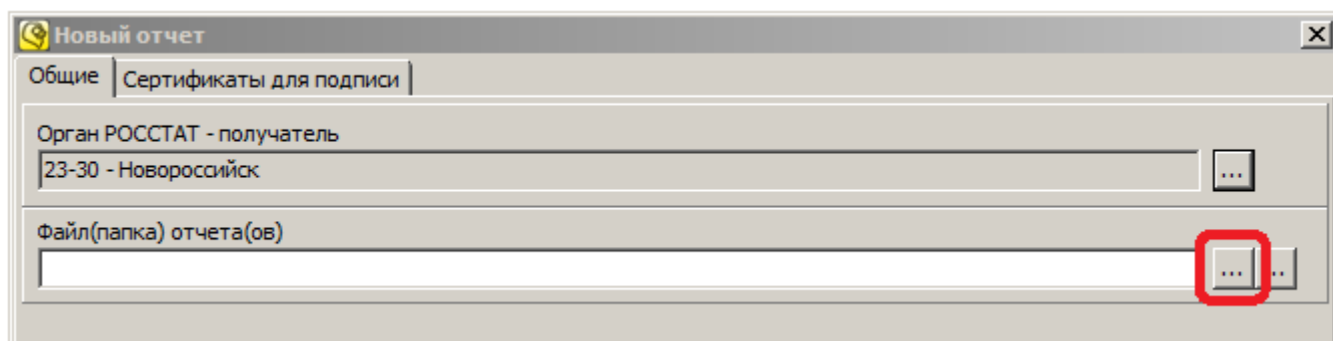 Новый отчет
Общие Сертификаты для подписи
Орган РОССТАТ - получатель
23-30 - Новороссийск ...
Файл(папка) отчета(ов)
... ..